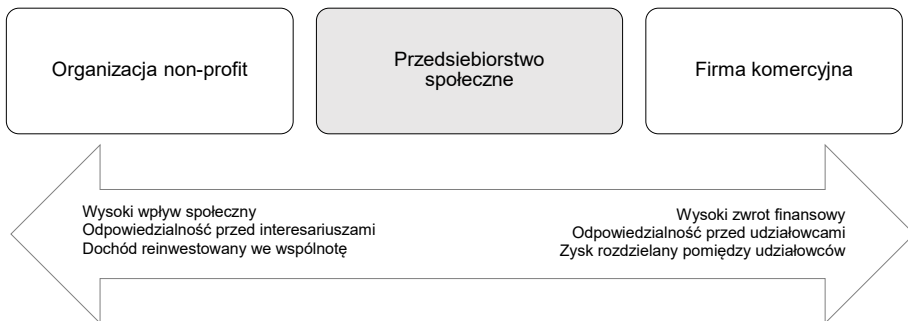 Organizacja non-profit
Przedsiebiorstwo
społeczne
Firma komercyjna
Wysoki wpływ społeczny
Odpowiedzialność przed interesariuszami
Dochód reinwestowany we wspólnotę
Wysoki zwrot finansowy
Odpowiedzialność przed udziałowcami
Zysk rozdzielany pomiędzy udziałowców